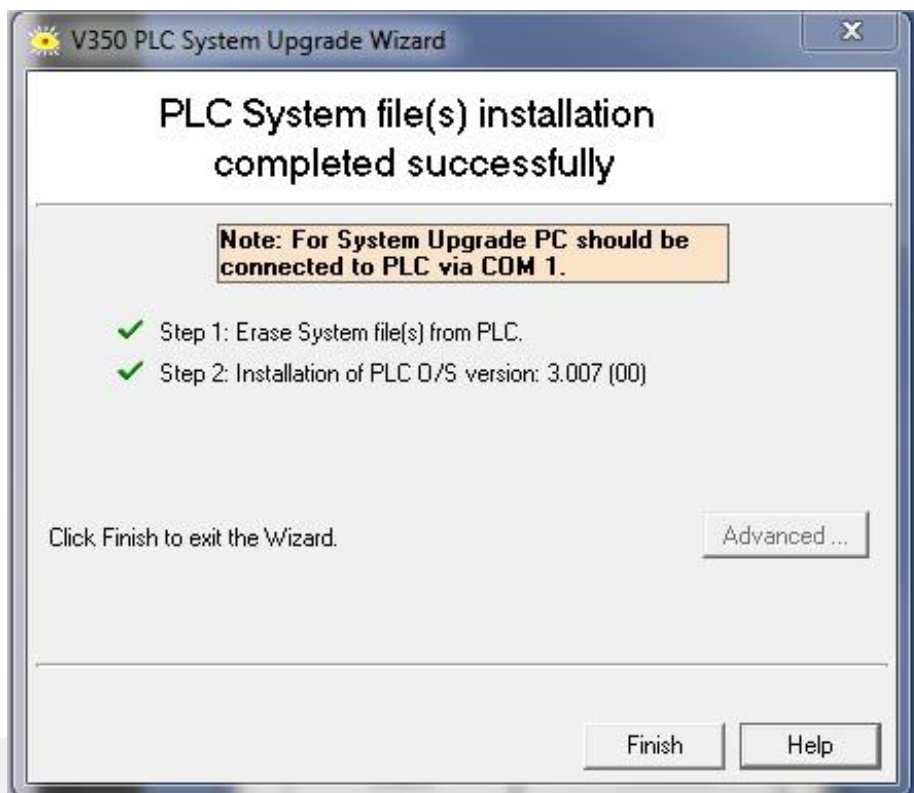 V350 PLC System Upgrade Wizard
PLC System file(s) installation
completed successfully
Note: For System Upgrade PC should be
connected to PLC via COM 1.
Step 1: Erase System file(s) from PLC.
Step 2: Installation of PLC O/S version: 3.007 (00)
Click Finish to exit the Wizard.
Advanced ...
Finish
Help